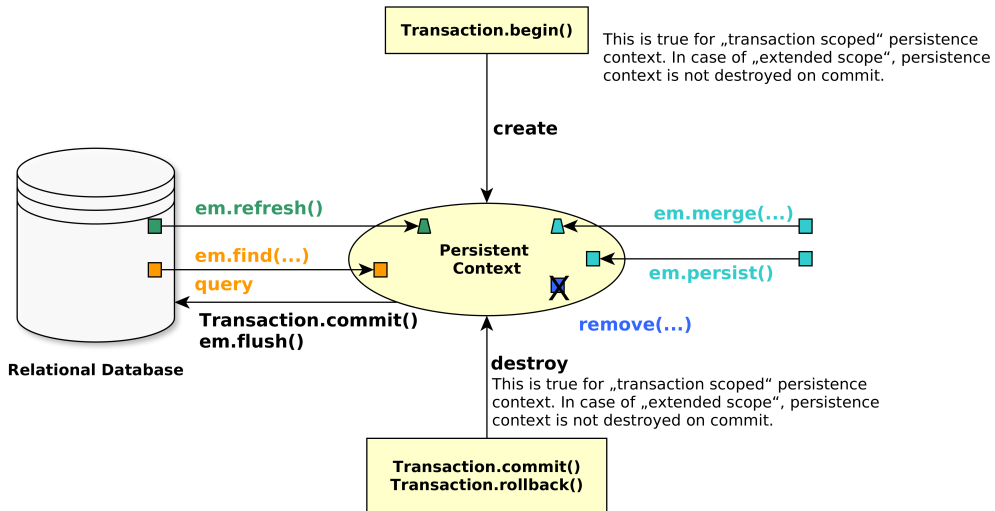 Transaction.begin()
This is true for „transaction scoped“ persistence
context. In case of „extended scope“, persistence
context is not destroyed on commit.
create
em.refresh()
em.merge(...)
em.find(...)
query
Persistent
Context
em.persist()
Transaction.commit()
em.flush()
remove(...)
Relational Database
destroy
This is true for „transaction scoped“ persistence
context. In case of „extended scope“, persistence
context is not destroyed on commit.
Transaction.commit()
Transaction.rollback()